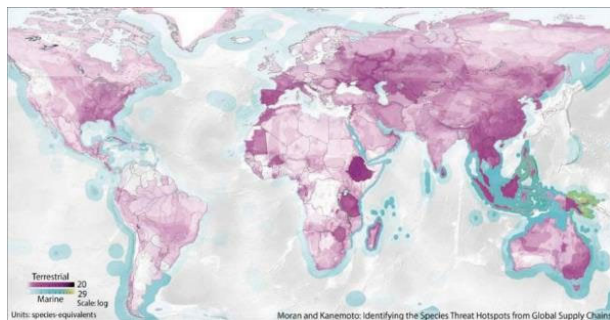 Terrestrial
20
29
Marine
Scale: log
Units: species-equivalents
Moran and Kanemoto: Identifying the Species Threat Hotspots from Global Supply Chains